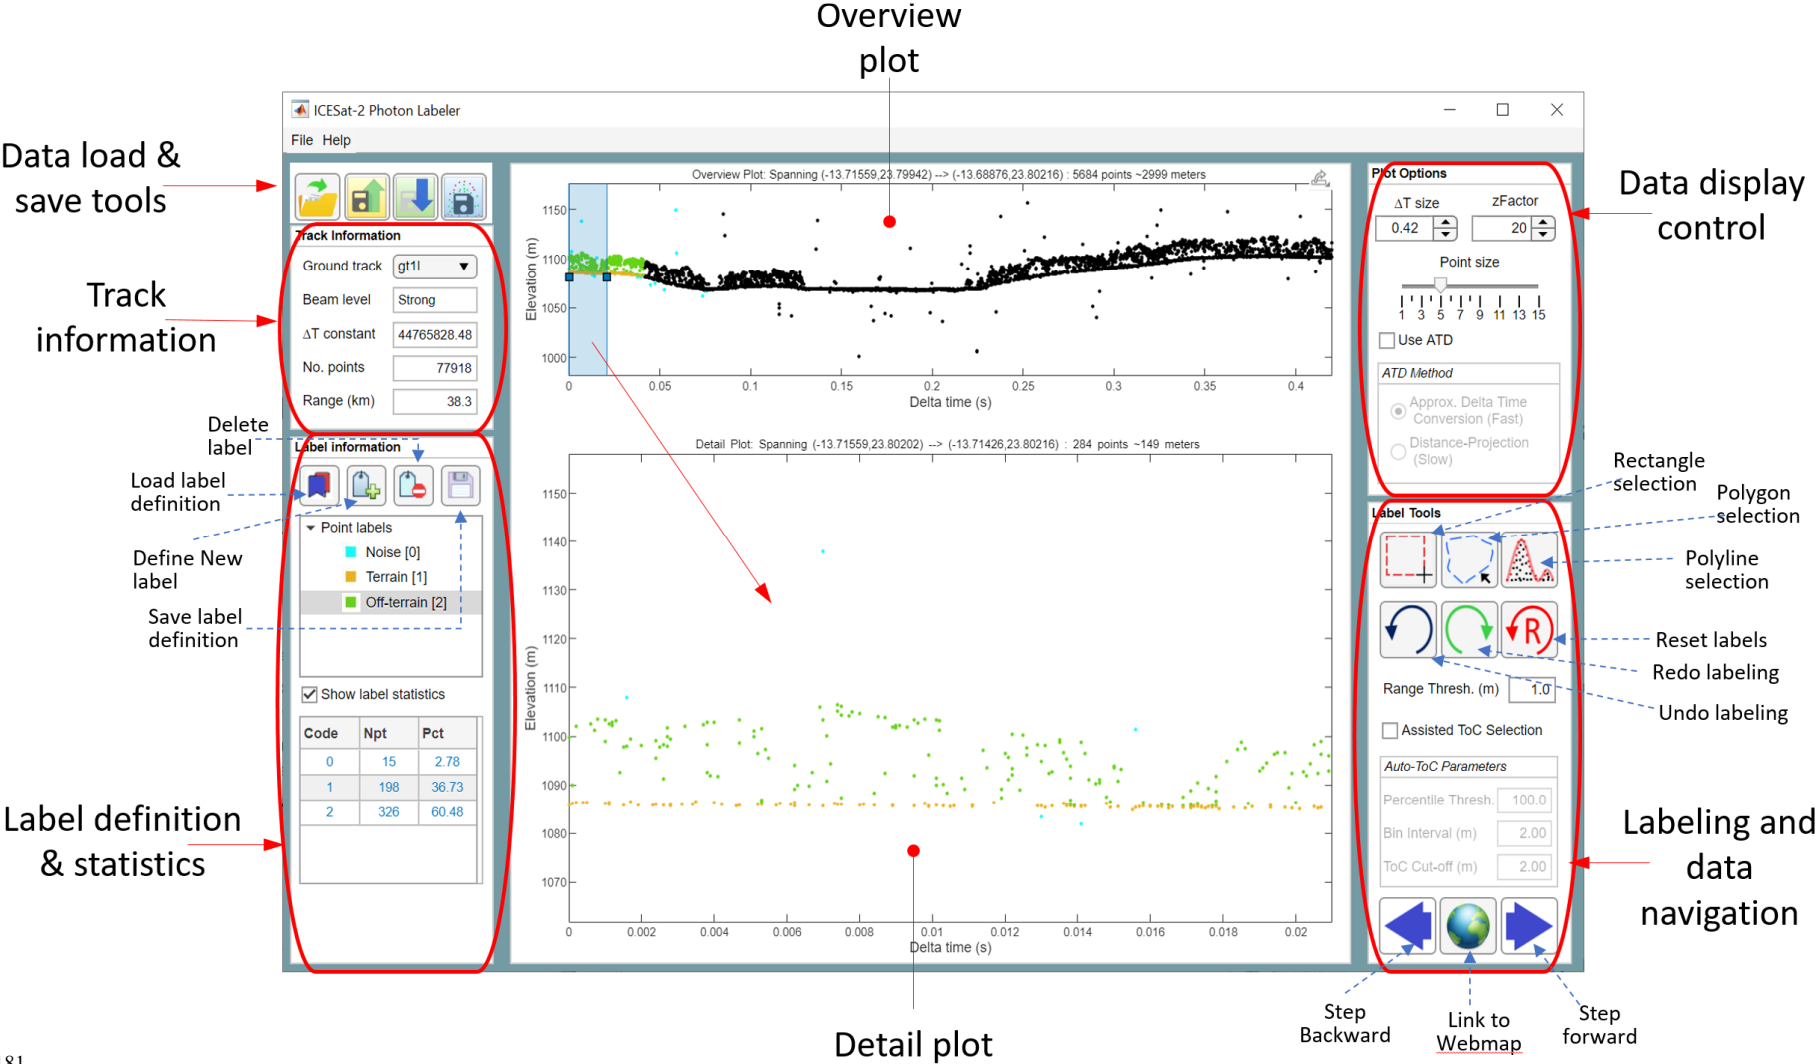 Overview
plot
ICESat-2 Photon Labeler
File Help
Data load &
save tools
Track information
Ground track gt1l
Beam level Strong
ΔT constant 44765828.48
No. points 77918
Range (km) 38.3
Track
information
Delete
label
Label information
Load label
definition
Define New
label
Save label
definition
Point labels
Noise [0]
Terrain [1]
Off-terrain [2]
Show label statistics
Code Npt Pct
0 15 2.78
1 198 36.73
2 326 60.48
Label definition
& statistics
Overview Plot: Spanning (-13.71559,23.79942) --> (-13.68876,23.80216) : 5684 points ~2999 meters
Elevation (m)
1150
1100
1050
1000
0 0.05 0.1 0.15 0.2 0.25 0.3 0.35 0.4
Delta time (s)
Detail Plot: Spanning (-13.71559,23.80202) --> (-13.71426,23.80216) : 284 points ~149 meters
Elevation (m)
1150
1140
1130
1120
1110
1100
1090
1080
1070
0 0.002 0.004 0.006 0.008 0.01 0.012 0.014 0.016 0.018 0.02
Delta time (s)
Detail plot
Plot Options
ΔT size zFactor
0.42 20
Point size
1 3 5 7 9 11 13 15
Use ATD
ATD Method
Approx. Delta Time
Conversion (Fast)
Distance-Projection
(Slow)
Data display
control
Rectangle
selection
Polygon
selection
Label Tools
Polyline
selection
R
Reset labels
Redo labeling
Undo labeling
Range Thresh. (m) 1.0
Assisted ToC Selection
Auto-ToC Parameters
Percentile Thresh. 100.0
Bin Interval (m) 2.00
ToC Cut-off (m) 2.00
Labeling and
data
navigation
Step
Backward
Link to
Webmap
Step
forward
181